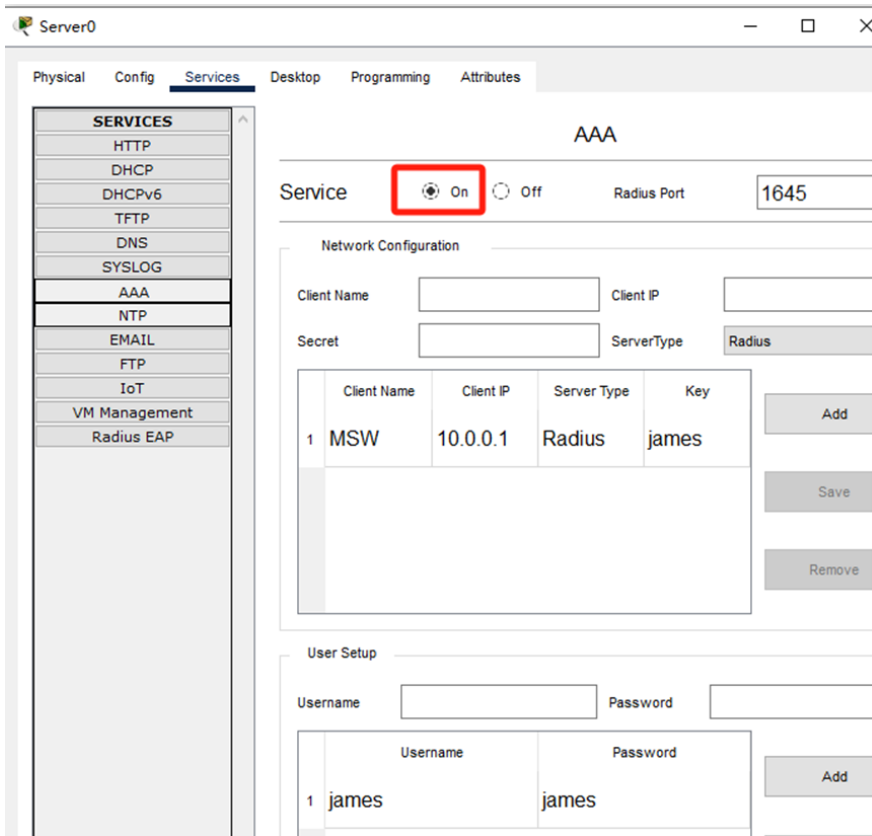 Server0
Physical Config Services Desktop Programming Attributes
SERVICES
HTTP
DHCP
DHCPv6
TFTP
DNS
SYSLOG
AAA
NTP
EMAIL
FTP
IoT
VM Management
Radius EAP
AAA
Service On Off Radius Port 1645
Network Configuration
Client Name Client IP
Secret ServerType Radius
Client Name Client IP Server Type Key
1 MSW 10.0.0.1 Radius james
Add
Save
Remove
User Setup
Username Password
Username Password
1 james james
Add